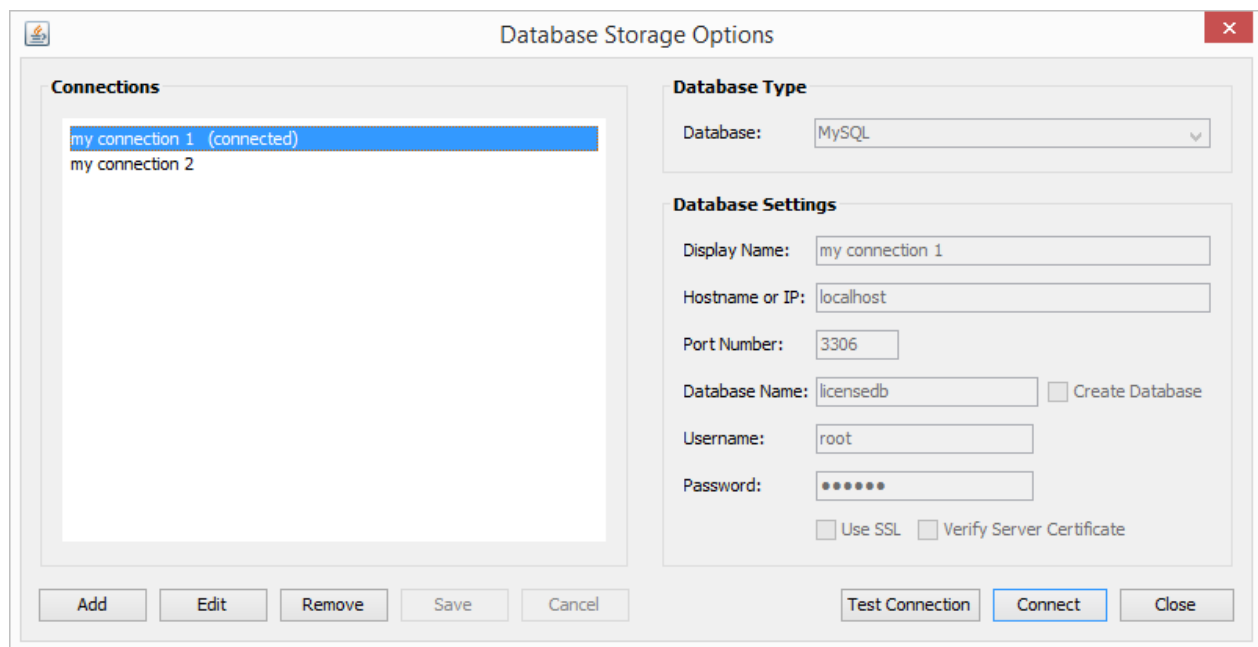 Database Storage Options
Connections
my connection 1 (connected)
my connection 2
Database Type
Database: MySQL
Database Settings
Display Name: my connection 1
Hostname or IP: localhost
Port Number: 3306
Database Name: licensedb Create Database
Username: root
Password: ●●●●●●
Use SSL Verify Server Certificate
Add Edit Remove Save Cancel Test Connection Connect Close